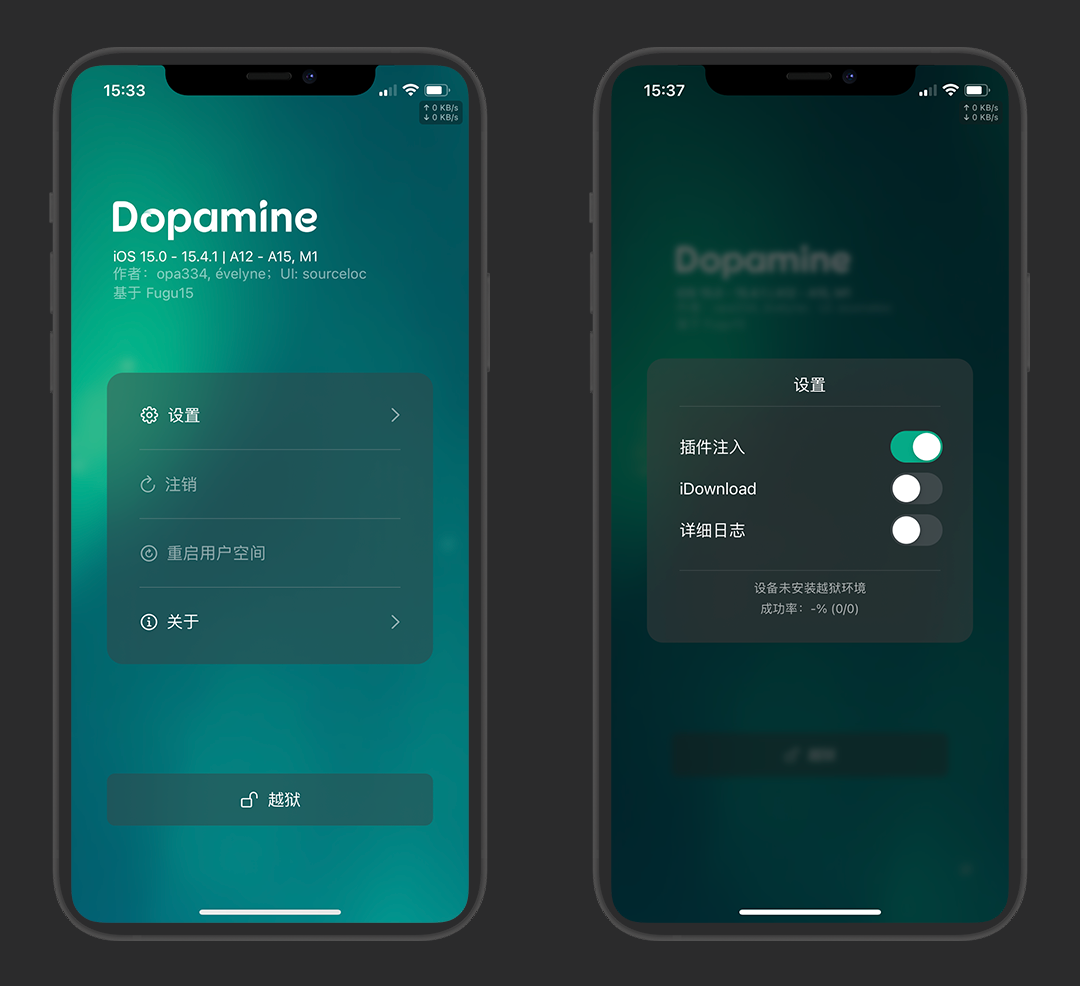 15:33
↑ 0 KB/s
↓ 0 KB/s
Dopamine
iOS 15.0 - 15.4.1 | A12 - A15, M1
作者：opa334, évelyne；UI: sourceloc
基于 Fugu15
设置
注销
重启用户空间
关于
越狱
15:37
↑ 0 KB/s
↓ 0 KB/s
Dopamine
设置
插件注入
iDownload
详细日志
设备未安装越狱环境
成功率：-% (0/0)